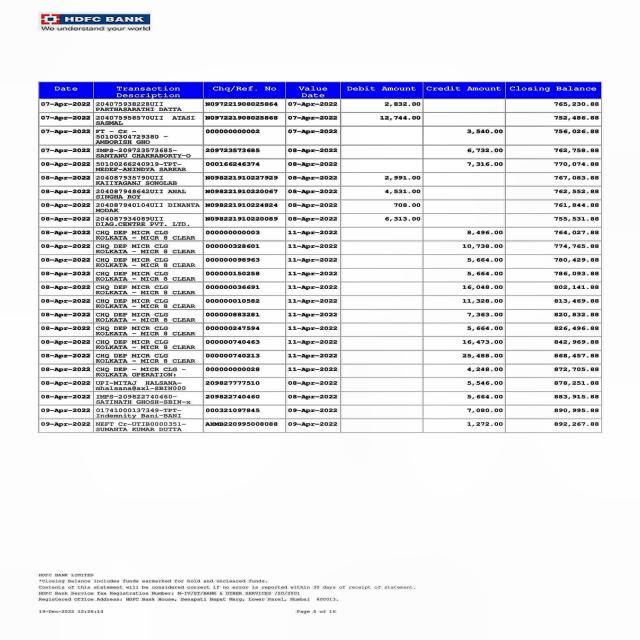 HDFC BANK
We understand your world
Date Transaction Description Chq/Ref. No Value Date Debit Amount Credit Amount Closing Balance
07-Apr-2022 204075938228UII PARTHASARATHI DATTA N097221908025864 07-Apr-2022 2,832.00 765,230.88
07-Apr-2022 204075958570UII ATASI SASMAL N097221908025868 07-Apr-2022 12,744.00 752,486.88
07-Apr-2022 FT - Cr - 50100304729380 - AMBORISH GHO 000000000002 07-Apr-2022 3,540.00 756,026.88
07-Apr-2022 IMPS-209723573685- SANTANU CHAKRABORTY-O 209723573685 07-Apr-2022 6,732.00 762,758.88
08-Apr-2022 50100266240919-TPT- MEDEF-ANINDYA SARKAR 000166246374 08-Apr-2022 7,316.00 770,074.88
08-Apr-2022 204087935790UII KAIIYAGANJ SONOLAB N098221910227929 08-Apr-2022 2,991.00 767,083.88
08-Apr-2022 204087948642UII AMAL SINGHA ROY N098221910220067 08-Apr-2022 4,531.00 762,552.88
08-Apr-2022 204087940104UII DINANTA MODAK N098221910224824 08-Apr-2022 708.00 761,844.88
08-Apr-2022 204087934089UII DIAG.CENTRE PVT. LTD. N098221910220089 08-Apr-2022 6,313.00 755,531.88
08-Apr-2022 CHQ DEP MICR CLG KOLKATA - MICR 8 CLEAR 000000000003 11-Apr-2022 8,496.00 764,027.88
08-Apr-2022 CHQ DEP MICR CLG KOLKATA - MICR 8 CLEAR 000000328601 11-Apr-2022 10,738.00 774,765.88
08-Apr-2022 CHQ DEP MICR CLG KOLKATA - MICR 8 CLEAR 000000098963 11-Apr-2022 5,664.00 780,429.88
08-Apr-2022 CHQ DEP MICR CLG KOLKATA - MICR 8 CLEAR 000000150258 11-Apr-2022 5,664.00 786,093.88
08-Apr-2022 CHQ DEP MICR CLG KOLKATA - MICR 8 CLEAR 000000036691 11-Apr-2022 16,048.00 802,141.88
08-Apr-2022 CHQ DEP MICR CLG KOLKATA - MICR 8 CLEAR 000000010582 11-Apr-2022 11,328.00 813,469.88
08-Apr-2022 CHQ DEP MICR CLG KOLKATA - MICR 8 CLEAR 000000883281 11-Apr-2022 7,363.00 820,832.88
08-Apr-2022 CHQ DEP MICR CLG KOLKATA - MICR 8 CLEAR 000000247594 11-Apr-2022 5,664.00 826,496.88
08-Apr-2022 CHQ DEP MICR CLG KOLKATA - MICR 8 CLEAR 000000740463 11-Apr-2022 16,473.00 842,969.88
08-Apr-2022 CHQ DEP MICR CLG KOLKATA - MICR 8 CLEAR 000000740213 11-Apr-2022 25,488.00 868,457.88
08-Apr-2022 CHQ DEP - MICR CLG - KOLKATA OPERATION: 000000000028 11-Apr-2022 4,248.00 872,705.88
08-Apr-2022 UPI-MITAJ HALSANA- mhalsana@axl-SBIN000 209827777510 08-Apr-2022 5,546.00 878,251.88
08-Apr-2022 IMPS-209822740460- SATINATH GHOSH-SBIN-x 209822740460 08-Apr-2022 5,664.00 883,915.88
09-Apr-2022 01741000137349-TPT- Indemnity Bani-BANI 000321097845 09-Apr-2022 7,080.00 890,995.88
09-Apr-2022 NEFT Cr-UTIB0000351- SUMANTA KUMAR DUTTA AXMB220995008088 09-Apr-2022 1,272.00 892,267.88
HDFC BANK LIMITED
*Closing Balance includes funds earmarked for hold and uncleared funds.
Contents of this statement will be considered correct if no error is reported within 30 days of receipt of statement.
HDFC Bank Service Tax Registration Number: M-IV/ST/BANK & OTHER SERVICES /20/2001
Registered Office Address: HDFC Bank House, Senapati Bapat Marg, Lower Parel, Mumbai 400013.
19-Dec-2022 12:26:14 Page 2 of 16